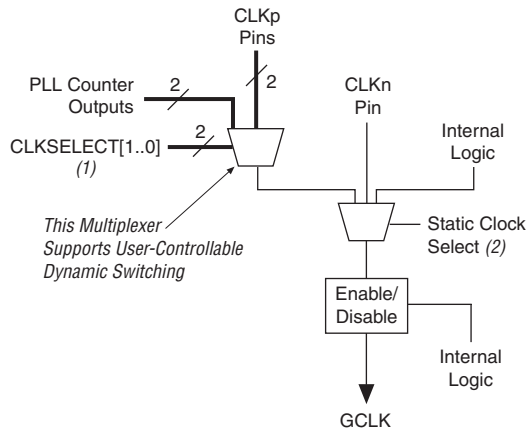 CLKp
Pins
PLL Counter
Outputs
2
2
CLKn
Pin
CLKSELECT[1..0]
(1)
2
Internal
Logic
This Multiplexer
Supports User-Controllable
Dynamic Switching
Static Clock
Select (2)
Enable/
Disable
Internal
Logic
GCLK